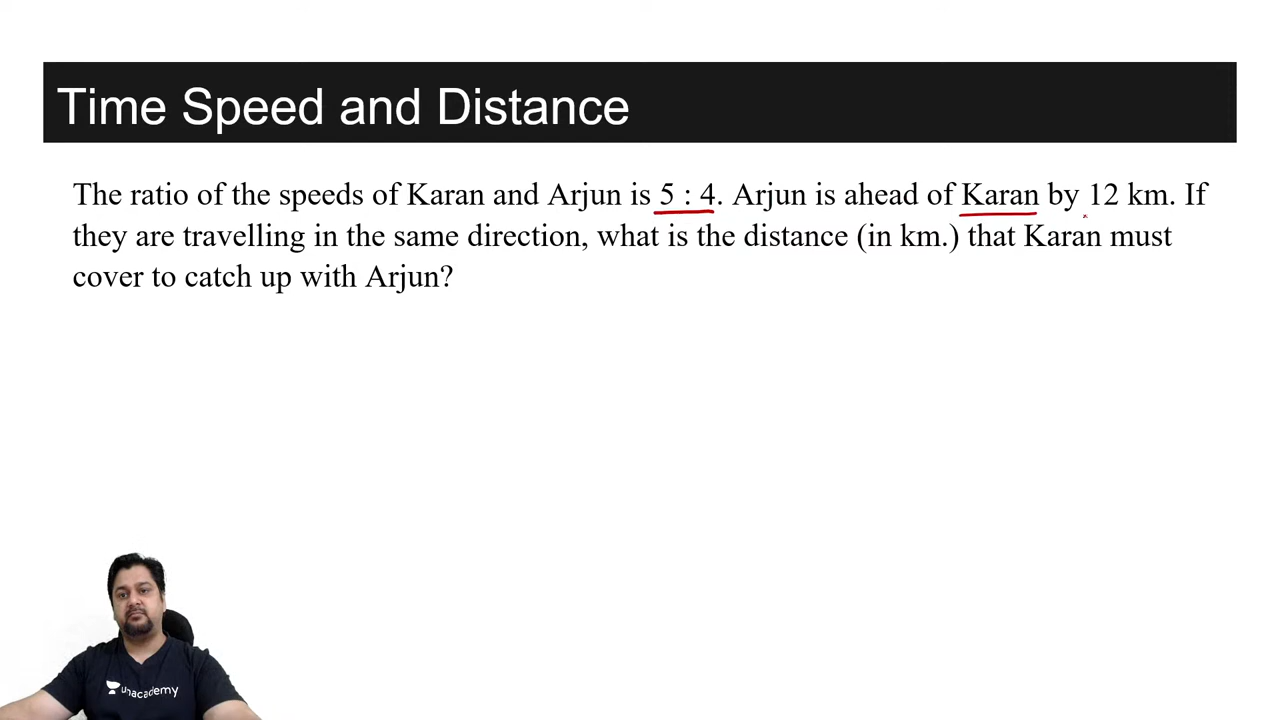 Time Speed and Distance
The ratio of the speeds of Karan and Arjun is 5 : 4. Arjun is ahead of Karan by 12 km. If
they are travelling in the same direction, what is the distance (in km.) that Karan must
cover to catch up with Arjun?
unacademy